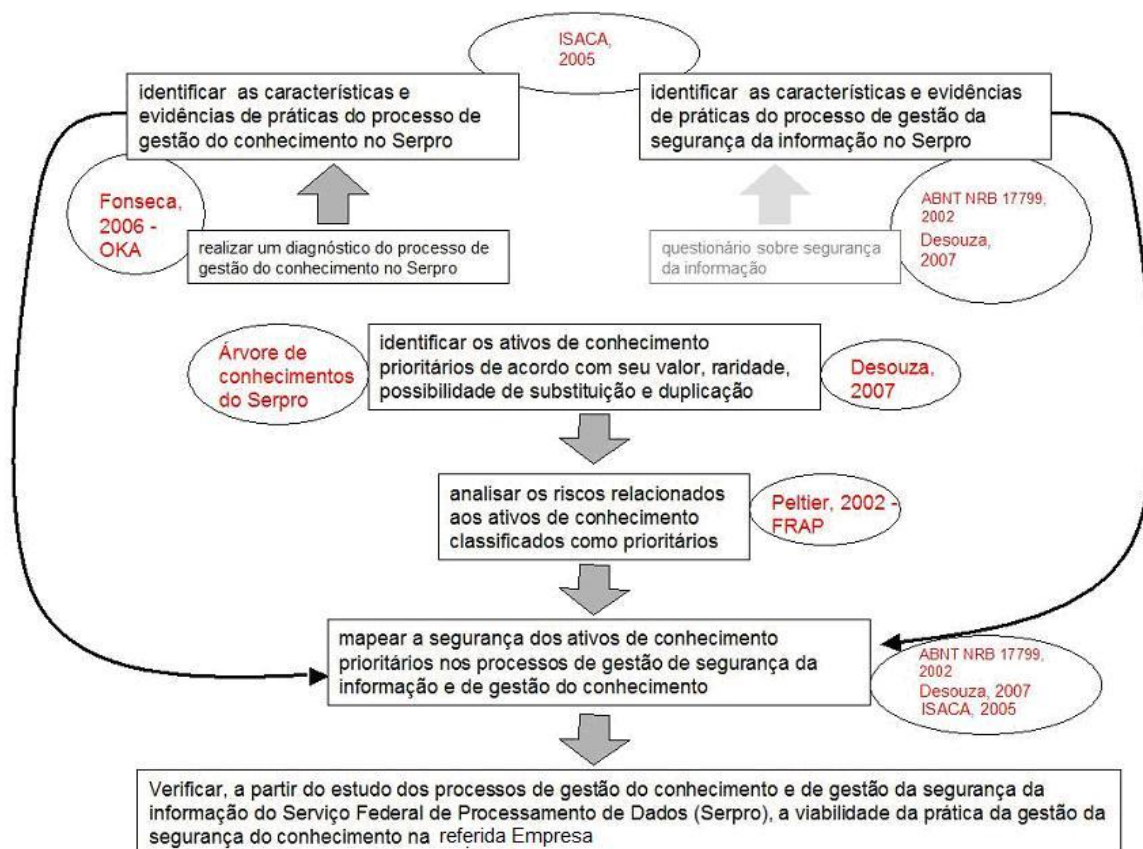 ISACA,
2005
identificar as características e
evidências de práticas do processo de
gestão do conhecimento no Serpro
identificar as características e evidências
de práticas do processo de gestão da
segurança da informação no Serpro
Fonseca,
2006 -
OKA
realizar um diagnóstico do processo de
gestão do conhecimento no Serpro
questionário sobre segurança
da informação
ABNT NRB 17799,
2002
Desouza,
2007
Árvore de
conhecimentos
do Serpro
identificar os ativos de conhecimento
prioritários de acordo com seu valor, raridade,
possibilidade de substituição e duplicação
Desouza,
2007
analisar os riscos relacionados
aos ativos de conhecimento
classificados como prioritários
Peltier, 2002 -
FRAP
mapear a segurança dos ativos de conhecimento
prioritários nos processos de gestão de segurança da
informação e de gestão do conhecimento
ABNT NRB 17799,
2002
Desouza, 2007
ISACA, 2005
Verificar, a partir do estudo dos processos de gestão do conhecimento e de gestão da segurança da
informação do Serviço Federal de Processamento de Dados (Serpro), a viabilidade da prática da gestão da
segurança do conhecimento na referida Empresa